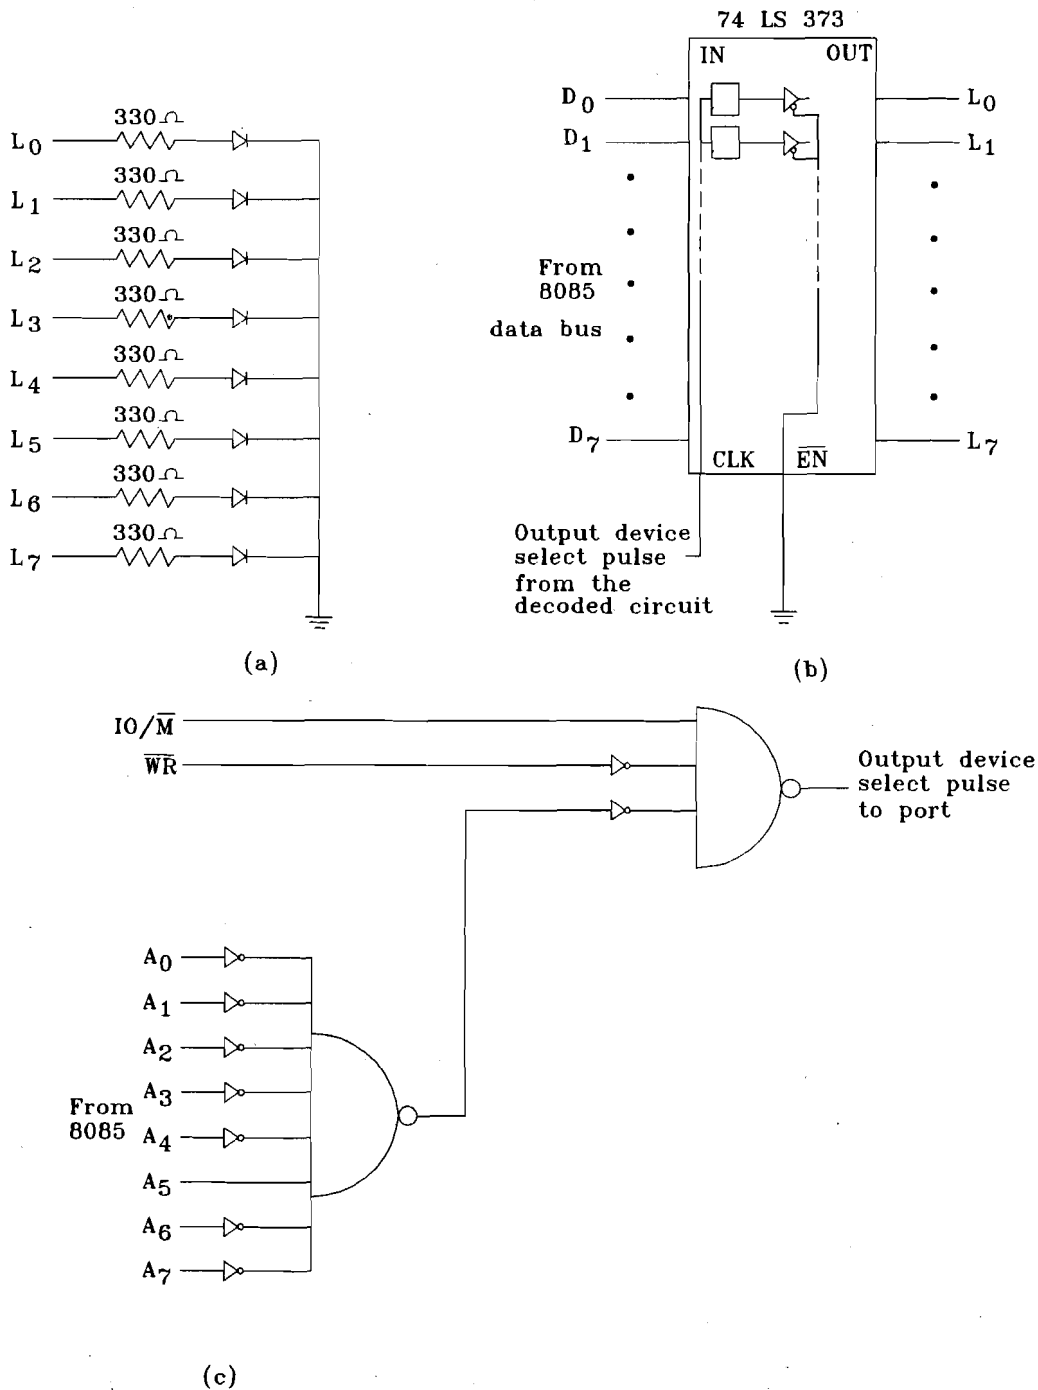 330Ω
L0
330Ω
L1
330Ω
L2
330Ω
L3
330Ω
L4
330Ω
L5
330Ω
L6
330Ω
L7
(a)
74 LS 373
IN OUT
D0 L0
D1 L1
From
8085
data bus
D7 L7
CLK E̅N̅
Output device
select pulse
from the
decoded circuit
(b)
IO/M̅
W̅R̅
Output device
select pulse
to port
A0
A1
A2
A3
From
8085
A4
A5
A6
A7
(c)